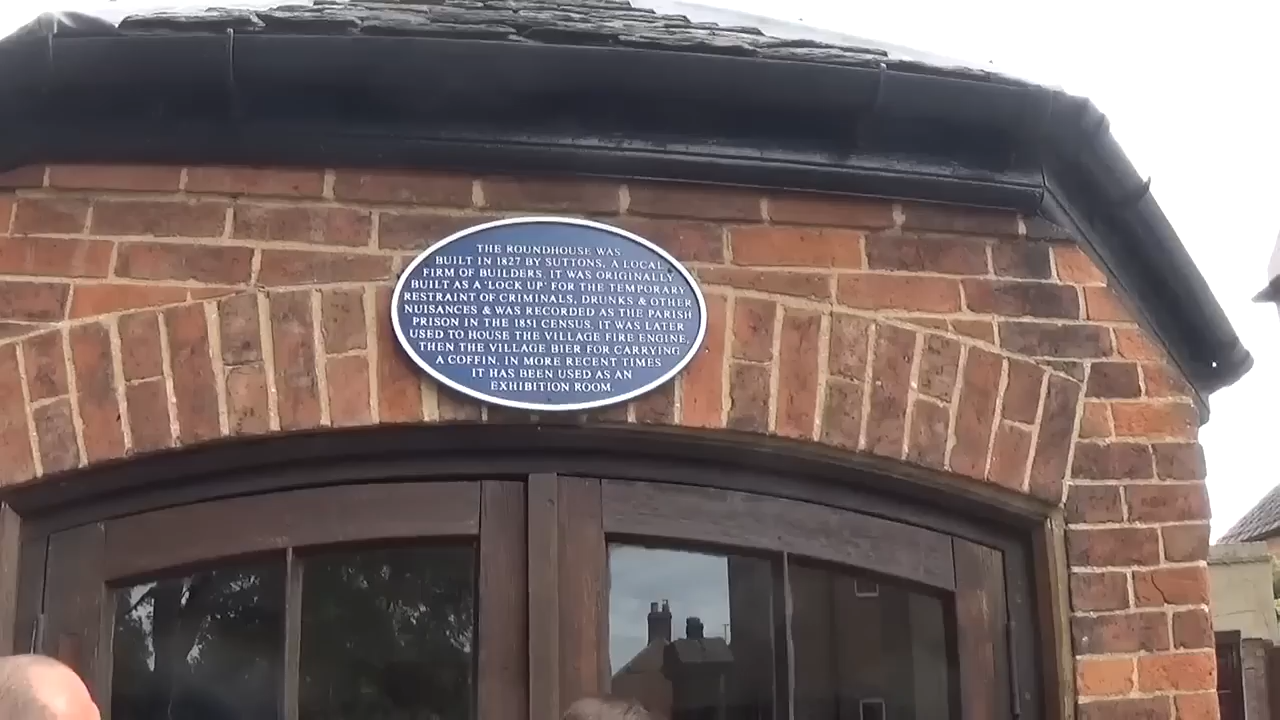 THE ROUNDHOUSE WAS
BUILT IN 1827 BY SUTTONS, A LOCAL
FIRM OF BUILDERS. IT WAS ORIGINALLY
BUILT AS A 'LOCK UP' FOR THE TEMPORARY
RESTRAINT OF CRIMINALS, DRUNKS & OTHER
NUISANCES & WAS RECORDED AS THE PARISH
PRISON IN THE 1851 CENSUS. IT WAS LATER
USED TO HOUSE THE VILLAGE FIRE ENGINE,
THEN THE VILLAGE BIER FOR CARRYING
A COFFIN. IN MORE RECENT TIMES
IT HAS BEEN USED AS AN
EXHIBITION ROOM.